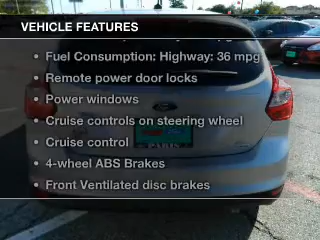 VEHICLE FEATURES
Fuel Consumption: Highway: 36 mpg
Remote power door locks
Power windows
Cruise controls on steering wheel
Cruise control
4-wheel ABS Brakes
Front Ventilated disc brakes
Ford